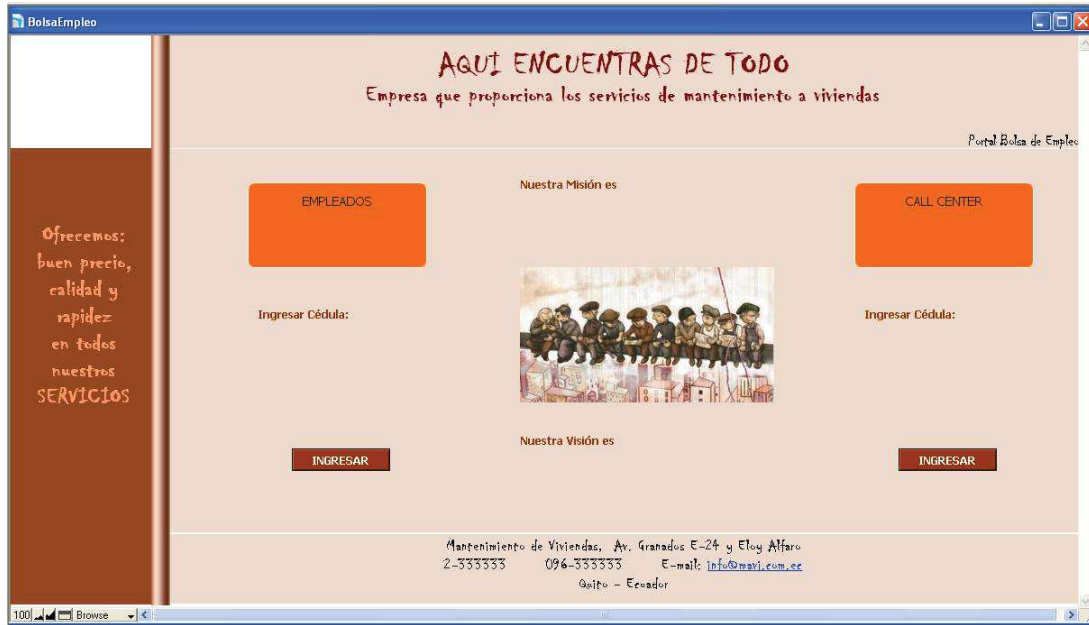 BolsaEmpleo
AQUI ENCUENTRAS DE TODO
Empresa que proporciona los servicios de mantenimiento a viviendas
Portal Bolsa de Empleo
Ofrecemos:
buen precio,
calidad y
rapidez
en todos
nuestros
SERVICIOS
EMPLEADOS
Ingresar Cédula:
INGRESAR
Nuestra Misión es
Nuestra Visión es
CALL CENTER
Ingresar Cédula:
INGRESAR
Mantenimiento de Viviendas, Av. Granados E-24 y Eloy Alfaro
2-333333 096-333333 E-mail: info@mavi.com.ec
Quito - Ecuador
100 Browse